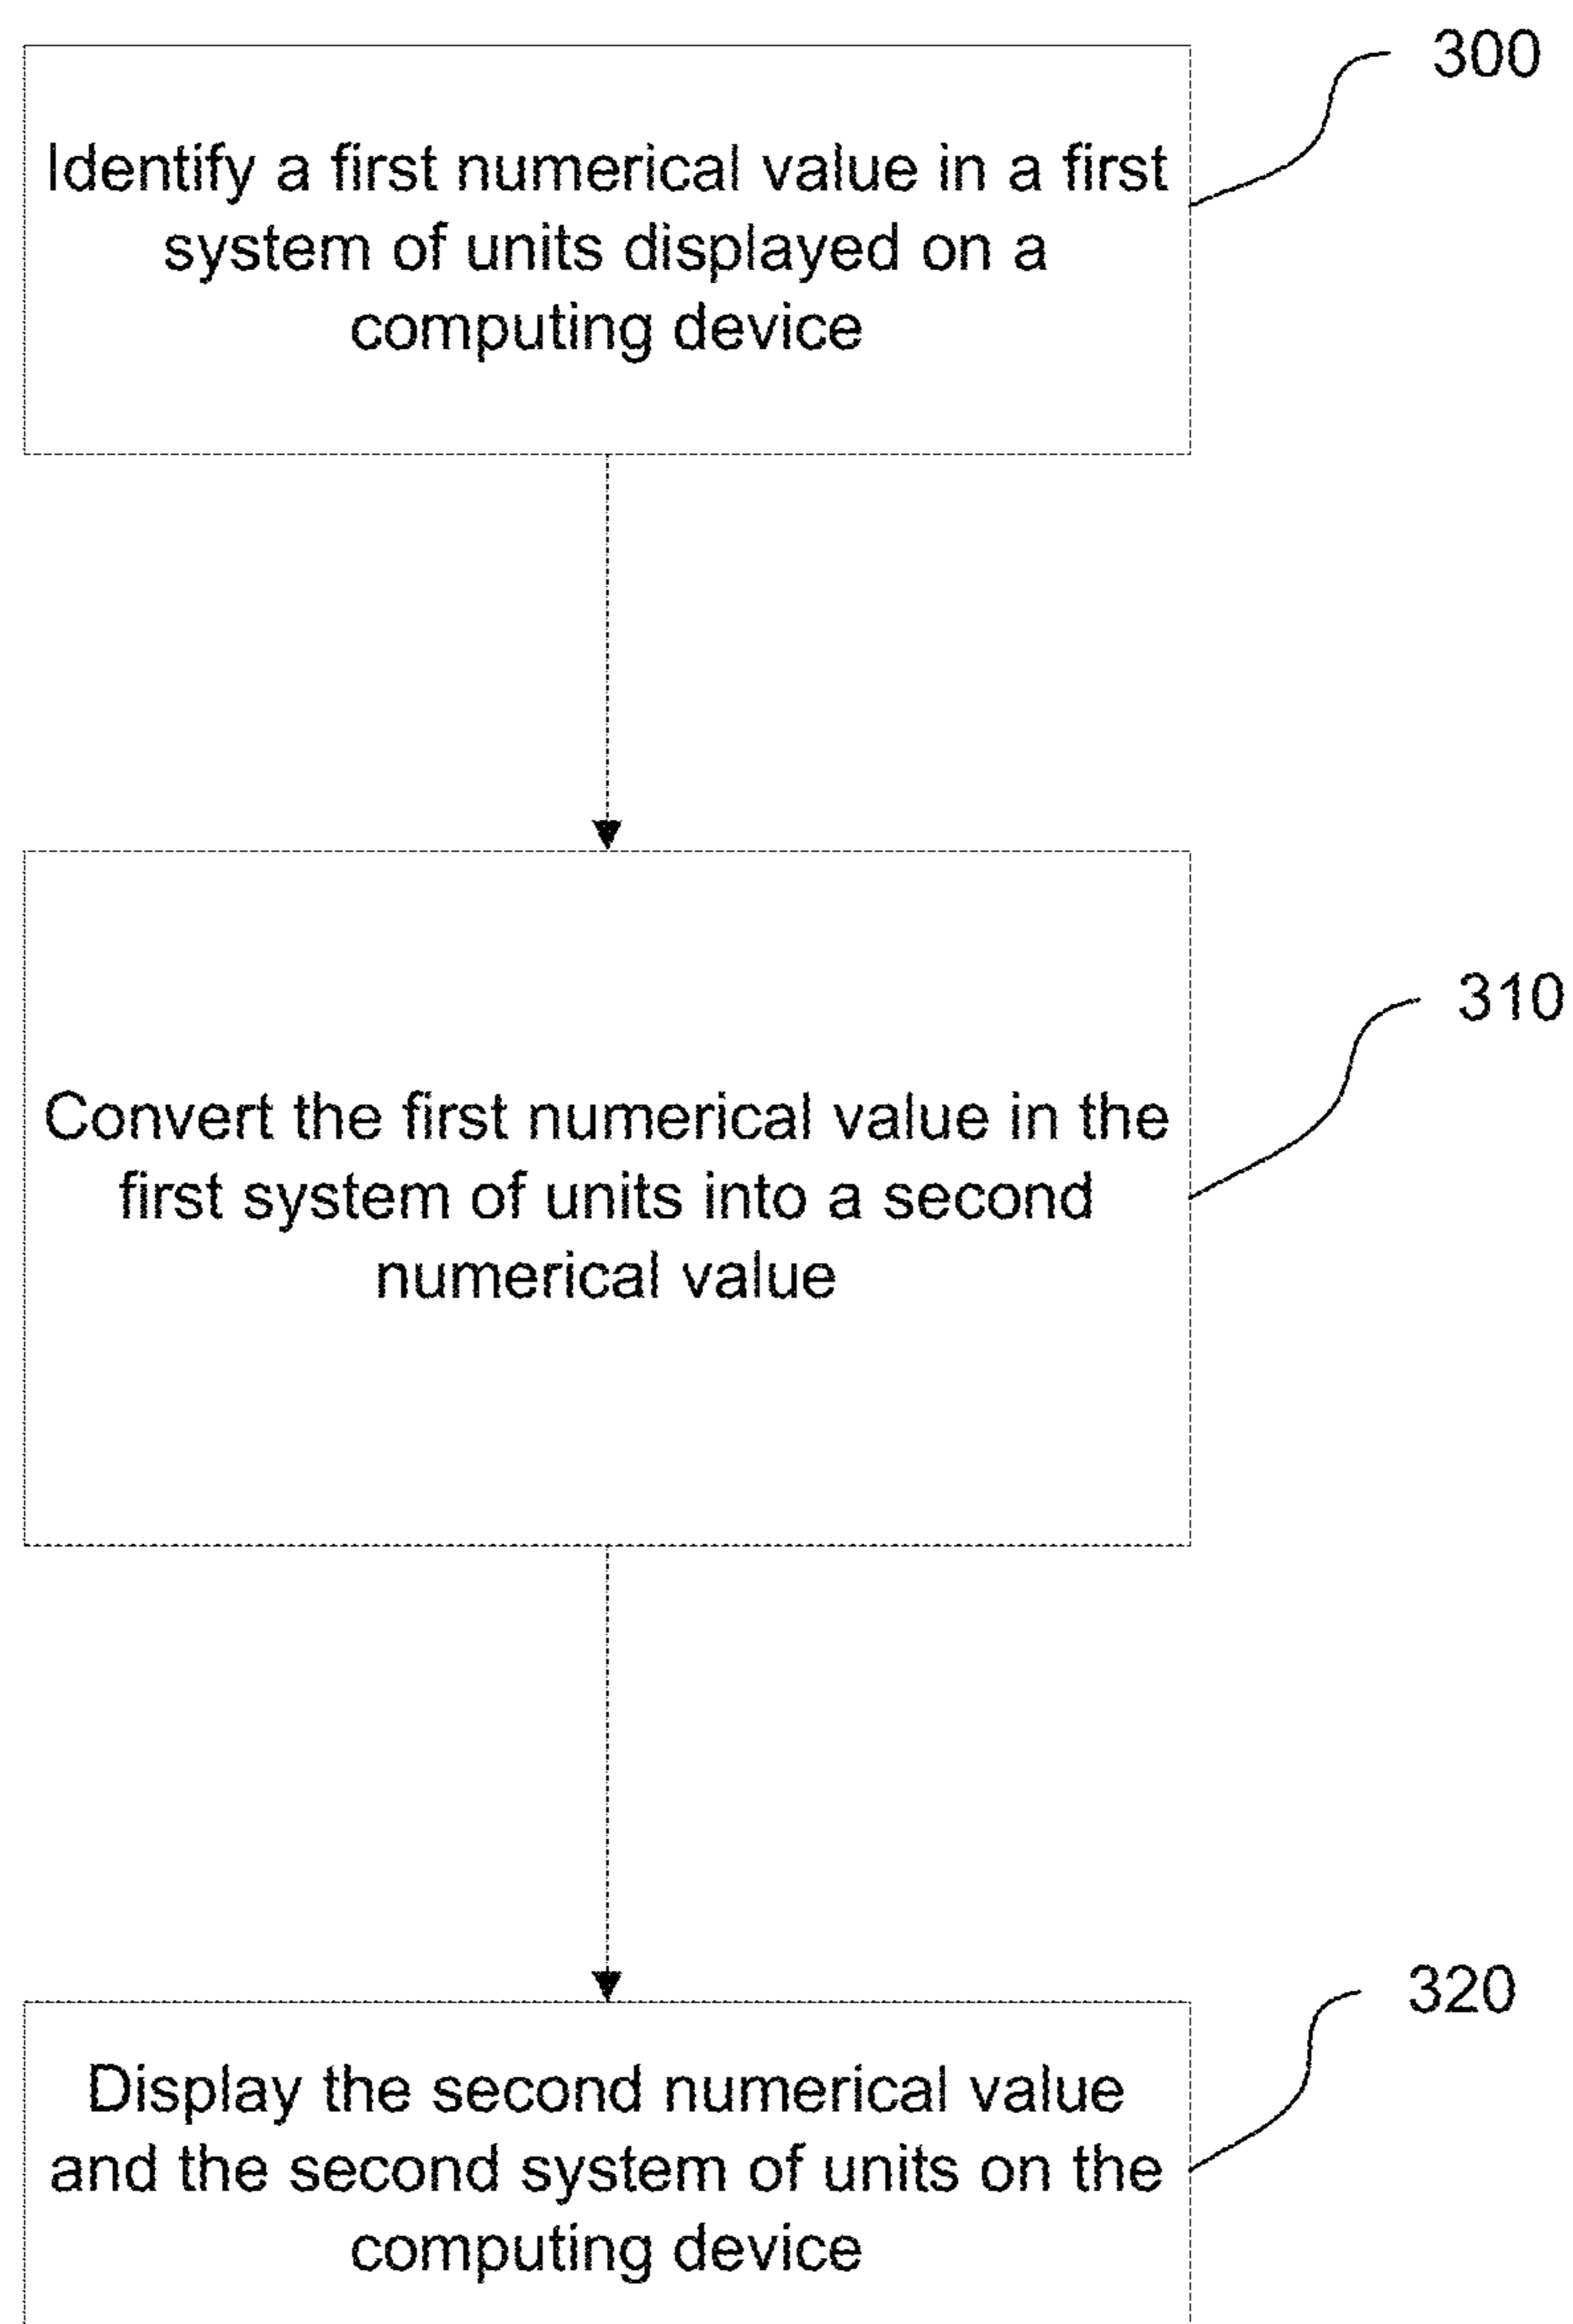 300
Identify a first numerical value in a first
system of units displayed on a
computing device
310
Convert the first numerical value in the
first system of units into a second
numerical value
320
Display the second numerical value
and the second system of units on the
computing device